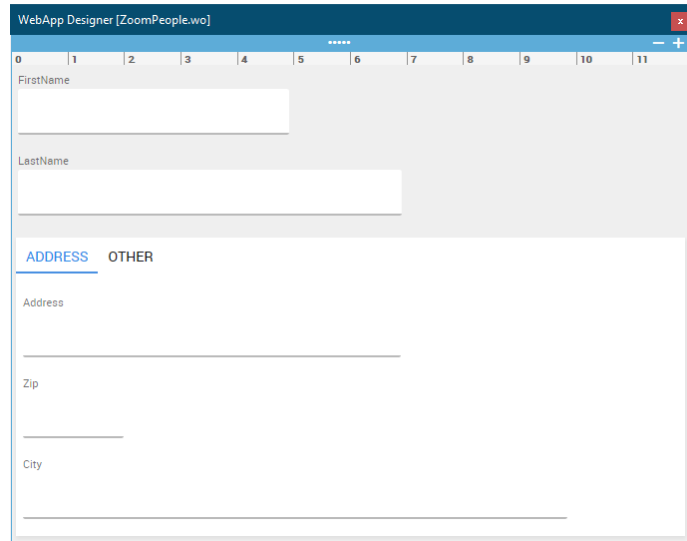 WebApp Designer [ZoomPeople.wo] x
0 1 2 3 4 5 6 7 8 9 10 11
FirstName
LastName
ADDRESS OTHER
Address
Zip
City